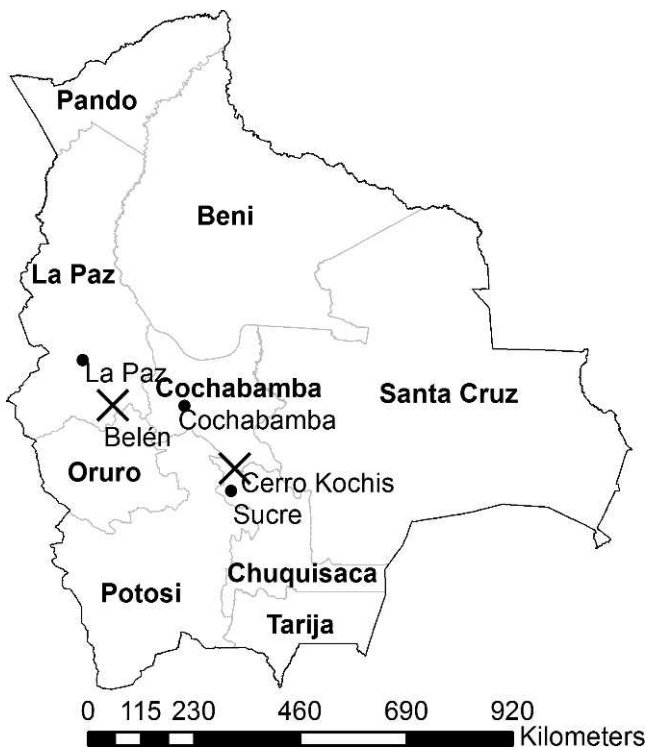 Pando
Beni
La Paz
La Paz
Cochabamba
Cochabamba
Santa Cruz
Belén
Oruro
Cerro Kochis
Sucre
Chuquisaca
Potosi
Tarija
0 115 230 460 690 920
Kilometers